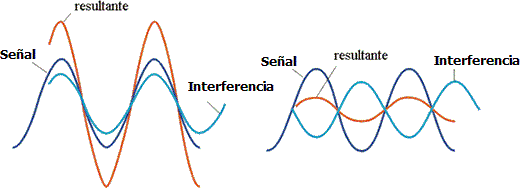 resultante
Señal
Interferencia
Señal
resultante
Interferencia